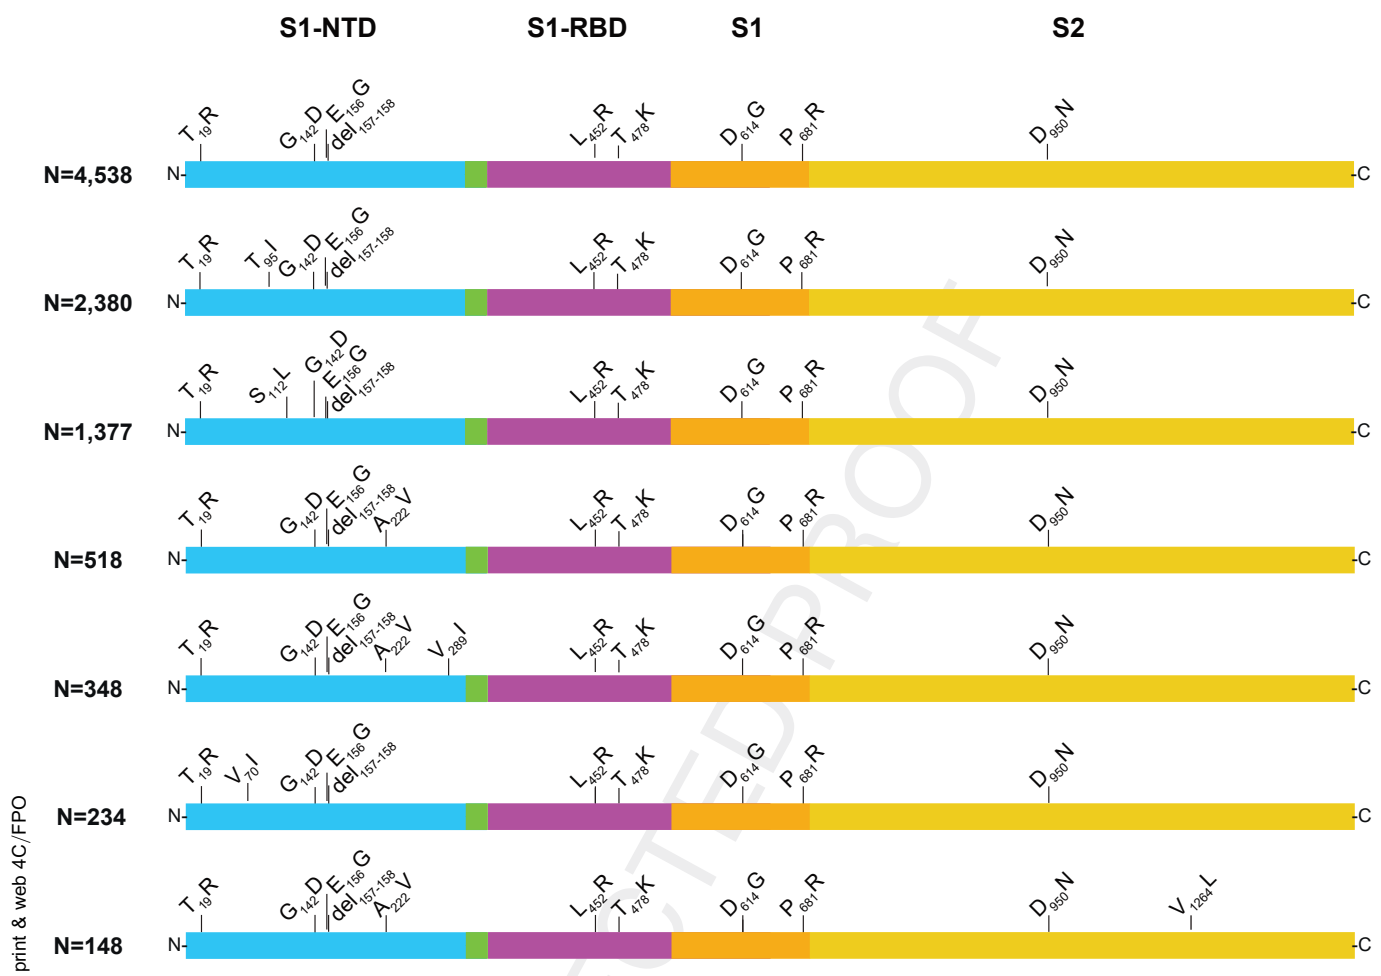 S1-NTD S1-RBD S1 S2
T19R G142D E156G del157-158 L452R T478K D614G P681R D950N
N=4,538 N- -C
T19R T95I G142D E156G del157-158 L452R T478K D614G P681R D950N
N=2,380 N- -C
T19R S112L G142D E156G del157-158 L452R T478K D614G P681R D950N
N=1,377 N- -C
T19R G142D E156G del157-158 A222V L452R T478K D614G P681R D950N
N=518 N- -C
T19R G142D E156G del157-158 A222V V289I L452R T478K D614G P681R D950N
N=348 N- -C
T19R V70I G142D E156G del157-158 L452R T478K D614G P681R D950N
N=234 N- -C
T19R G142D E156G del157-158 A222V L452R T478K D614G P681R D950N V1264L
N=148 N- -C
print & web 4C/FPO
CTED PROOF